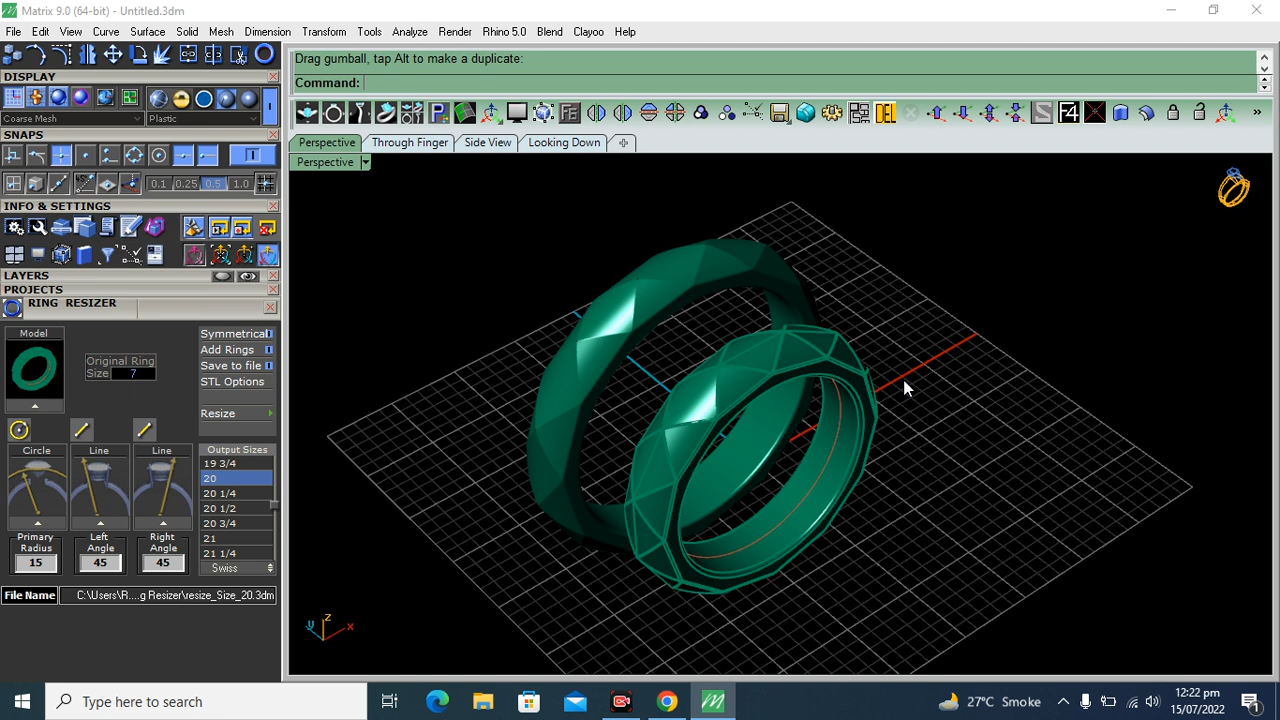 Matrix 9.0 (64-bit) - Untitled.3dm
File Edit View Curve Surface Solid Mesh Dimension Transform Tools Analyze Render Rhino 5.0 Blend Clayoo Help
Drag gumball, tap Alt to make a duplicate:
Command:
DISPLAY
Coarse Mesh Plastic
SNAPS
0.1 0.25 0.5 1.0
INFO & SETTINGS
LAYERS
PROJECTS
RING RESIZER
Perspective Through Finger Side View Looking Down
Perspective
Model
Original Ring
Size 7
Symmetrical
Add Rings
Save to file
STL Options
Resize
Circle Line Line
Output Sizes
19 3/4
20
20 1/4
20 1/2
20 3/4
21
21 1/4
Swiss
Primary Radius
15
Left Angle
45
Right Angle
45
File Name C:\Users\R....g Resizer\resize_Size_20.3dm
z
y
x
Type here to search
27°C Smoke
12:22 pm
15/07/2022
1